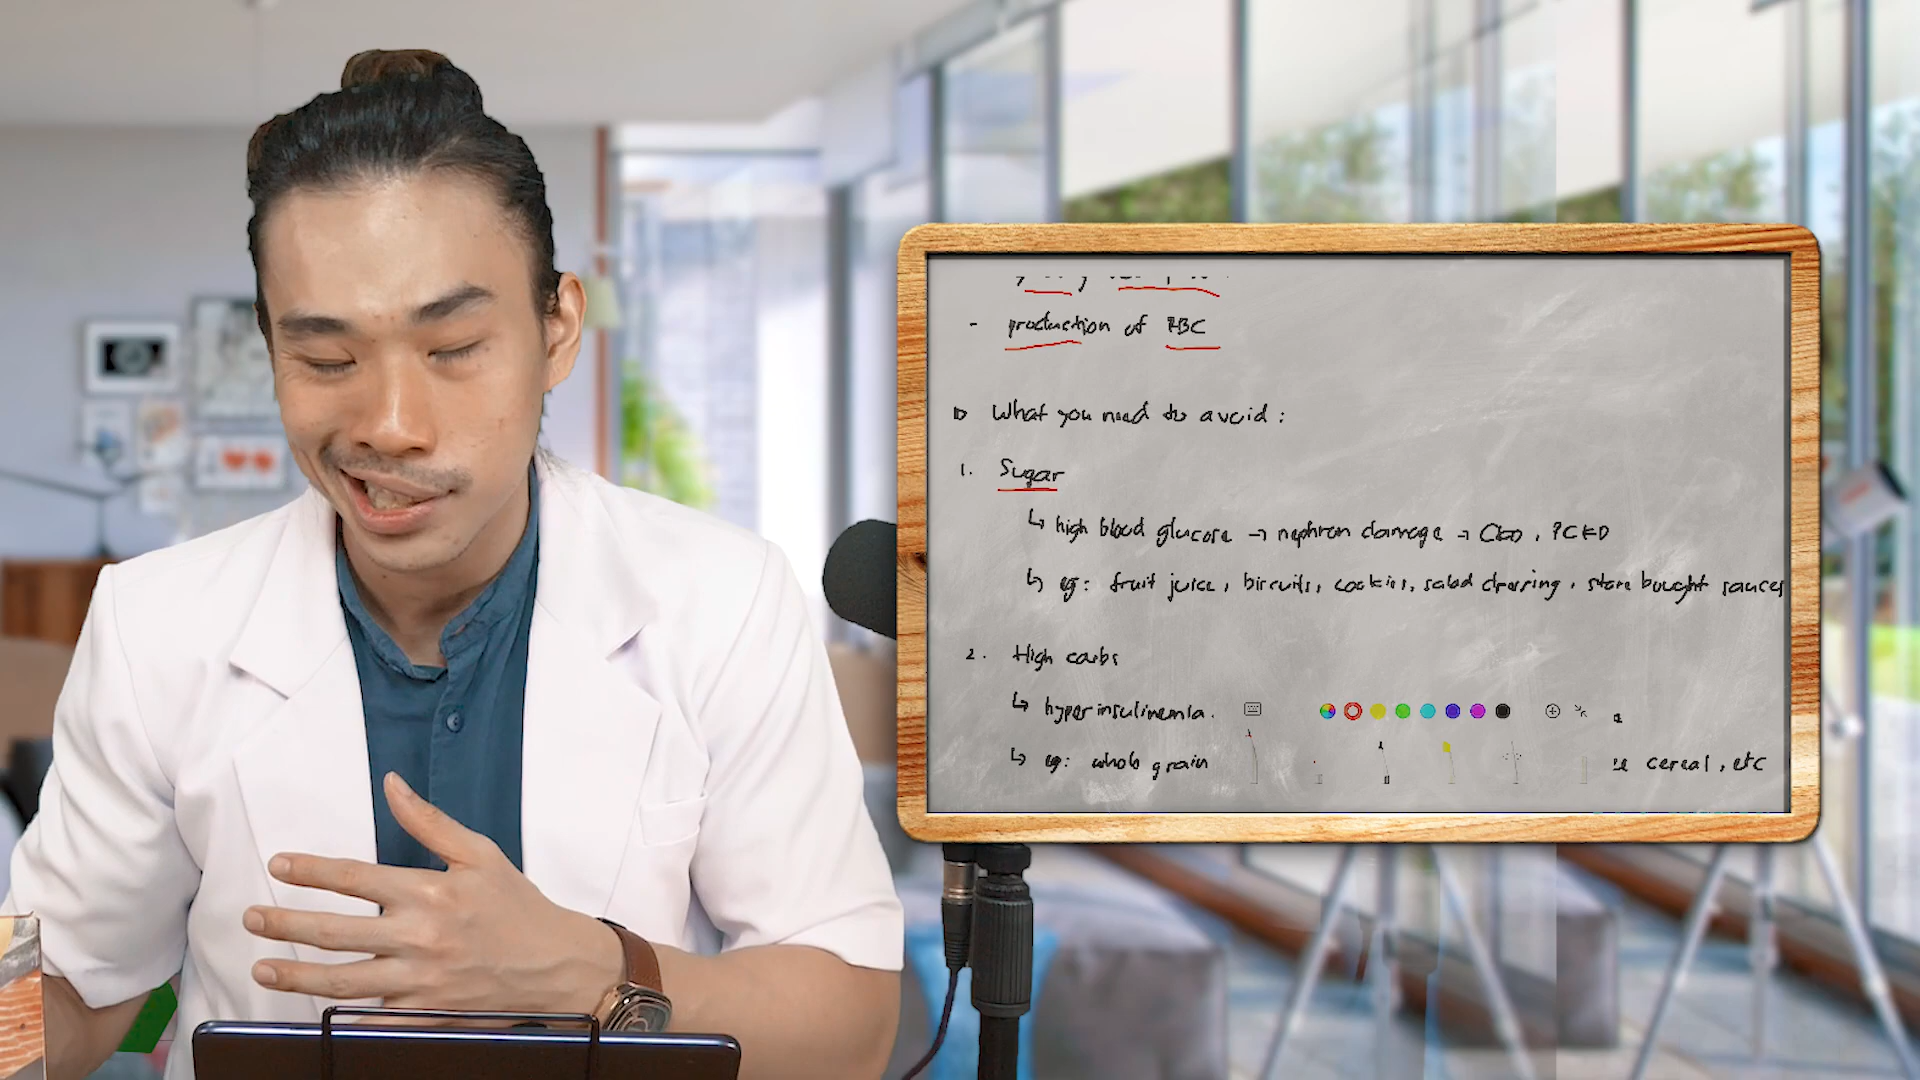 - production of RBC
What you need to avoid :
1. Sugar
↳ high blood glucose → nephron damage → CKD, PCKD
↳ eg: fruit juice, biscuits, cookies, salad dressing, store bought sauces
2. High carbs
↳ hyperinsulinemia.
↳ eg: whole grain cereal, etc